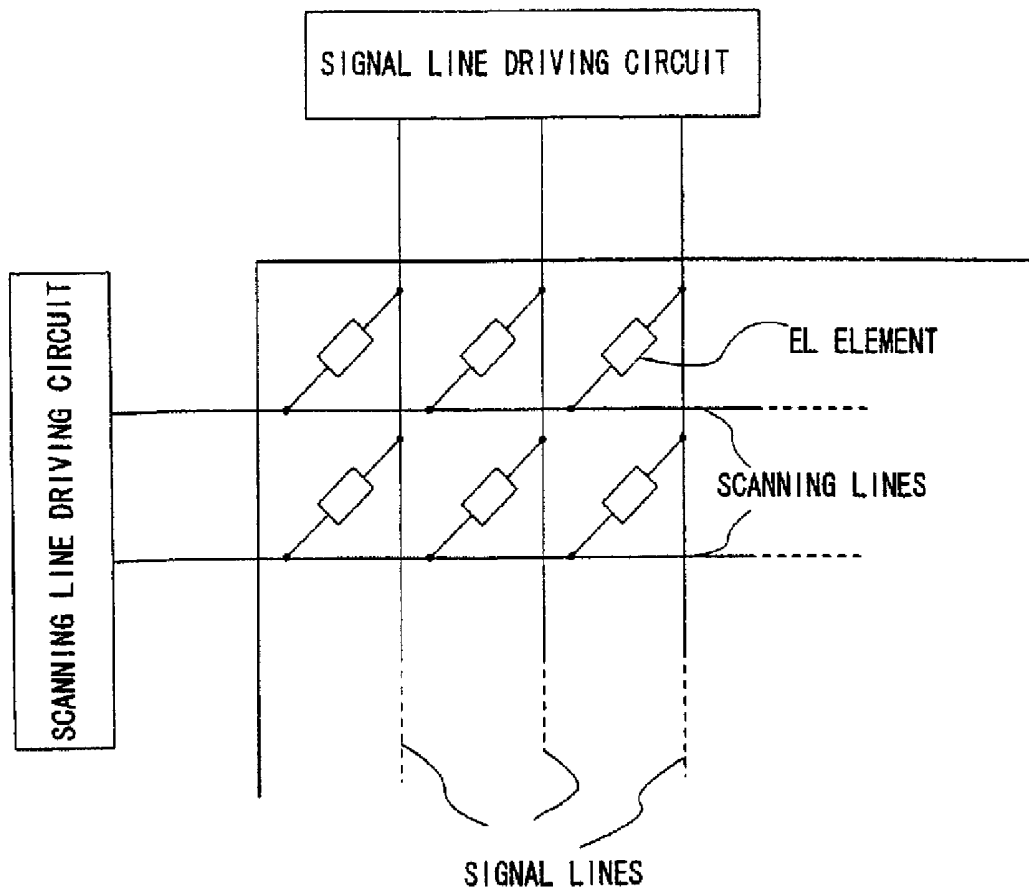 SIGNAL LINE DRIVING CIRCUIT
SCANNING LINE DRIVING CIRCUIT
EL ELEMENT
SCANNING LINES
SIGNAL LINES